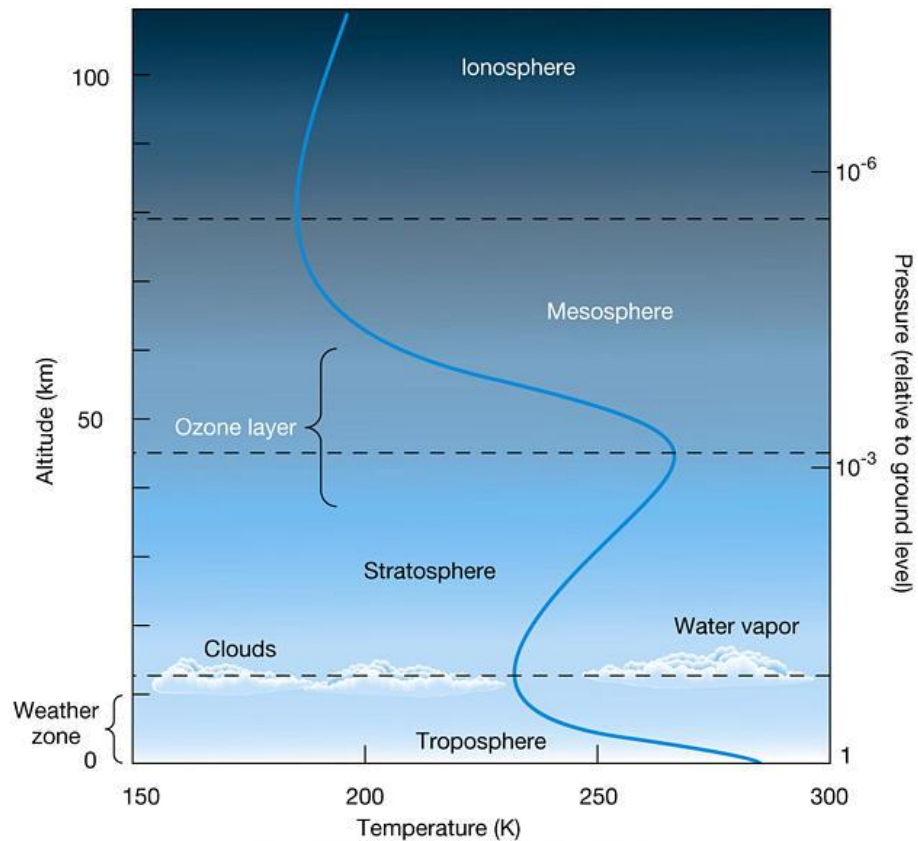 Ionosphere
100
10⁻⁶
Mesosphere
Ozone layer
50
10⁻³
Stratosphere
Water vapor
Clouds
Weather
zone
Troposphere
0
1
150
200
250
300
Temperature (K)
Altitude (km)
Pressure (relative to ground level)